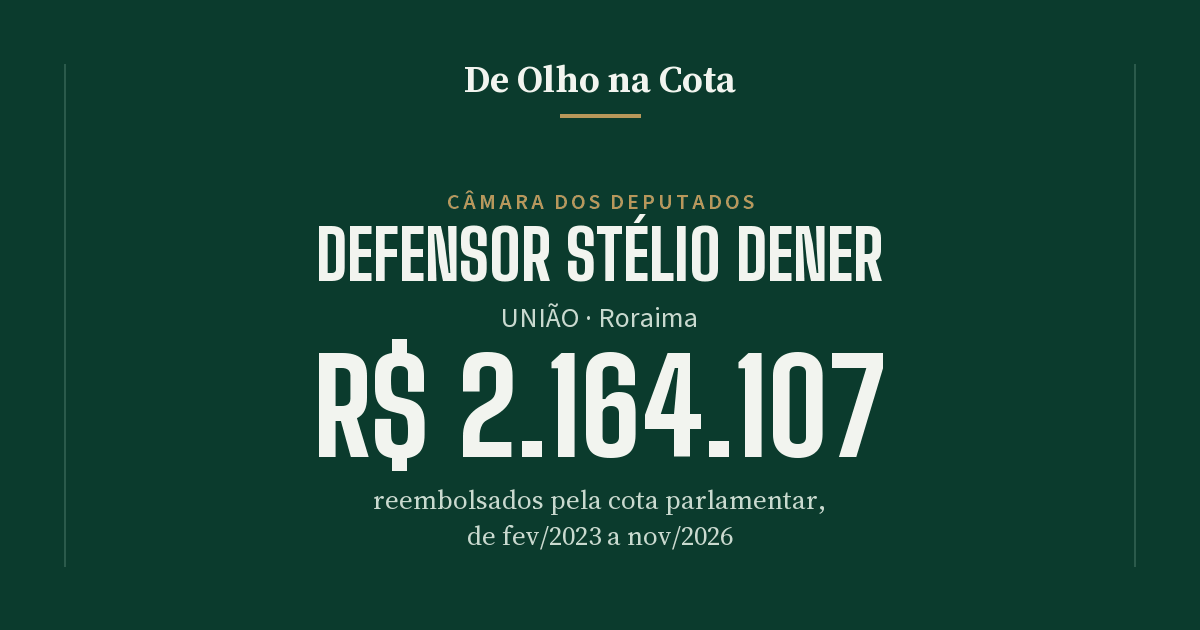 De Olho na Cota
CÂMARA DOS DEPUTADOS
DEFENSOR STÉLIO DENER
UNIÃO · Roraima
R$ 2.164.107
reembolsados pela cota parlamentar,
de fev/2023 a nov/2026